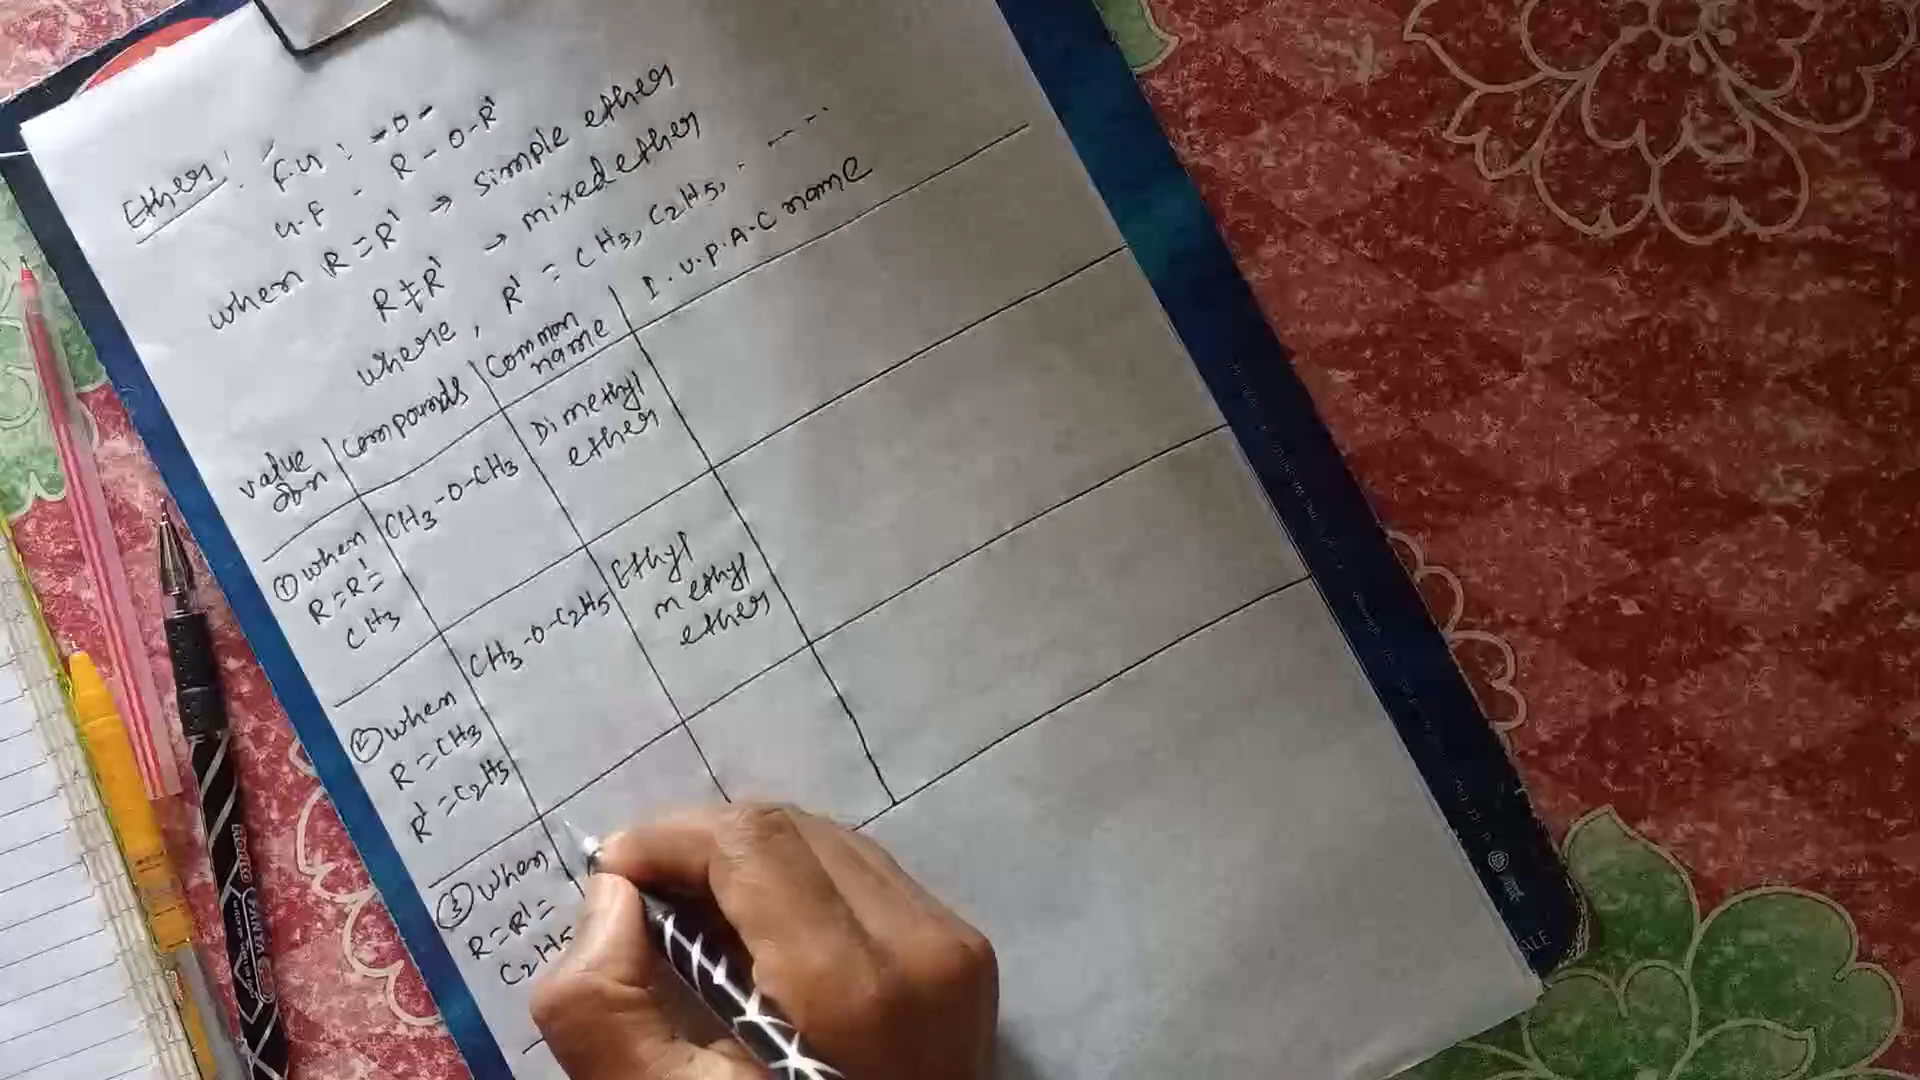 Ether: F.G: -O-
G.F - R-O-R'
when R=R' → simple ether
R≠R' → mixed ether
where, R' = CH3, C2H5, . ----
value of n
compounds
Common name
I.U.P.A.C name
① when
R=R'=
CH3
CH3-O-CH3
Dimethyl
ether
② when
R=CH3
R'=C2H5
CH3-O-C2H5
Ethyl
methyl
ether
③ when
R=R'=
C2H5